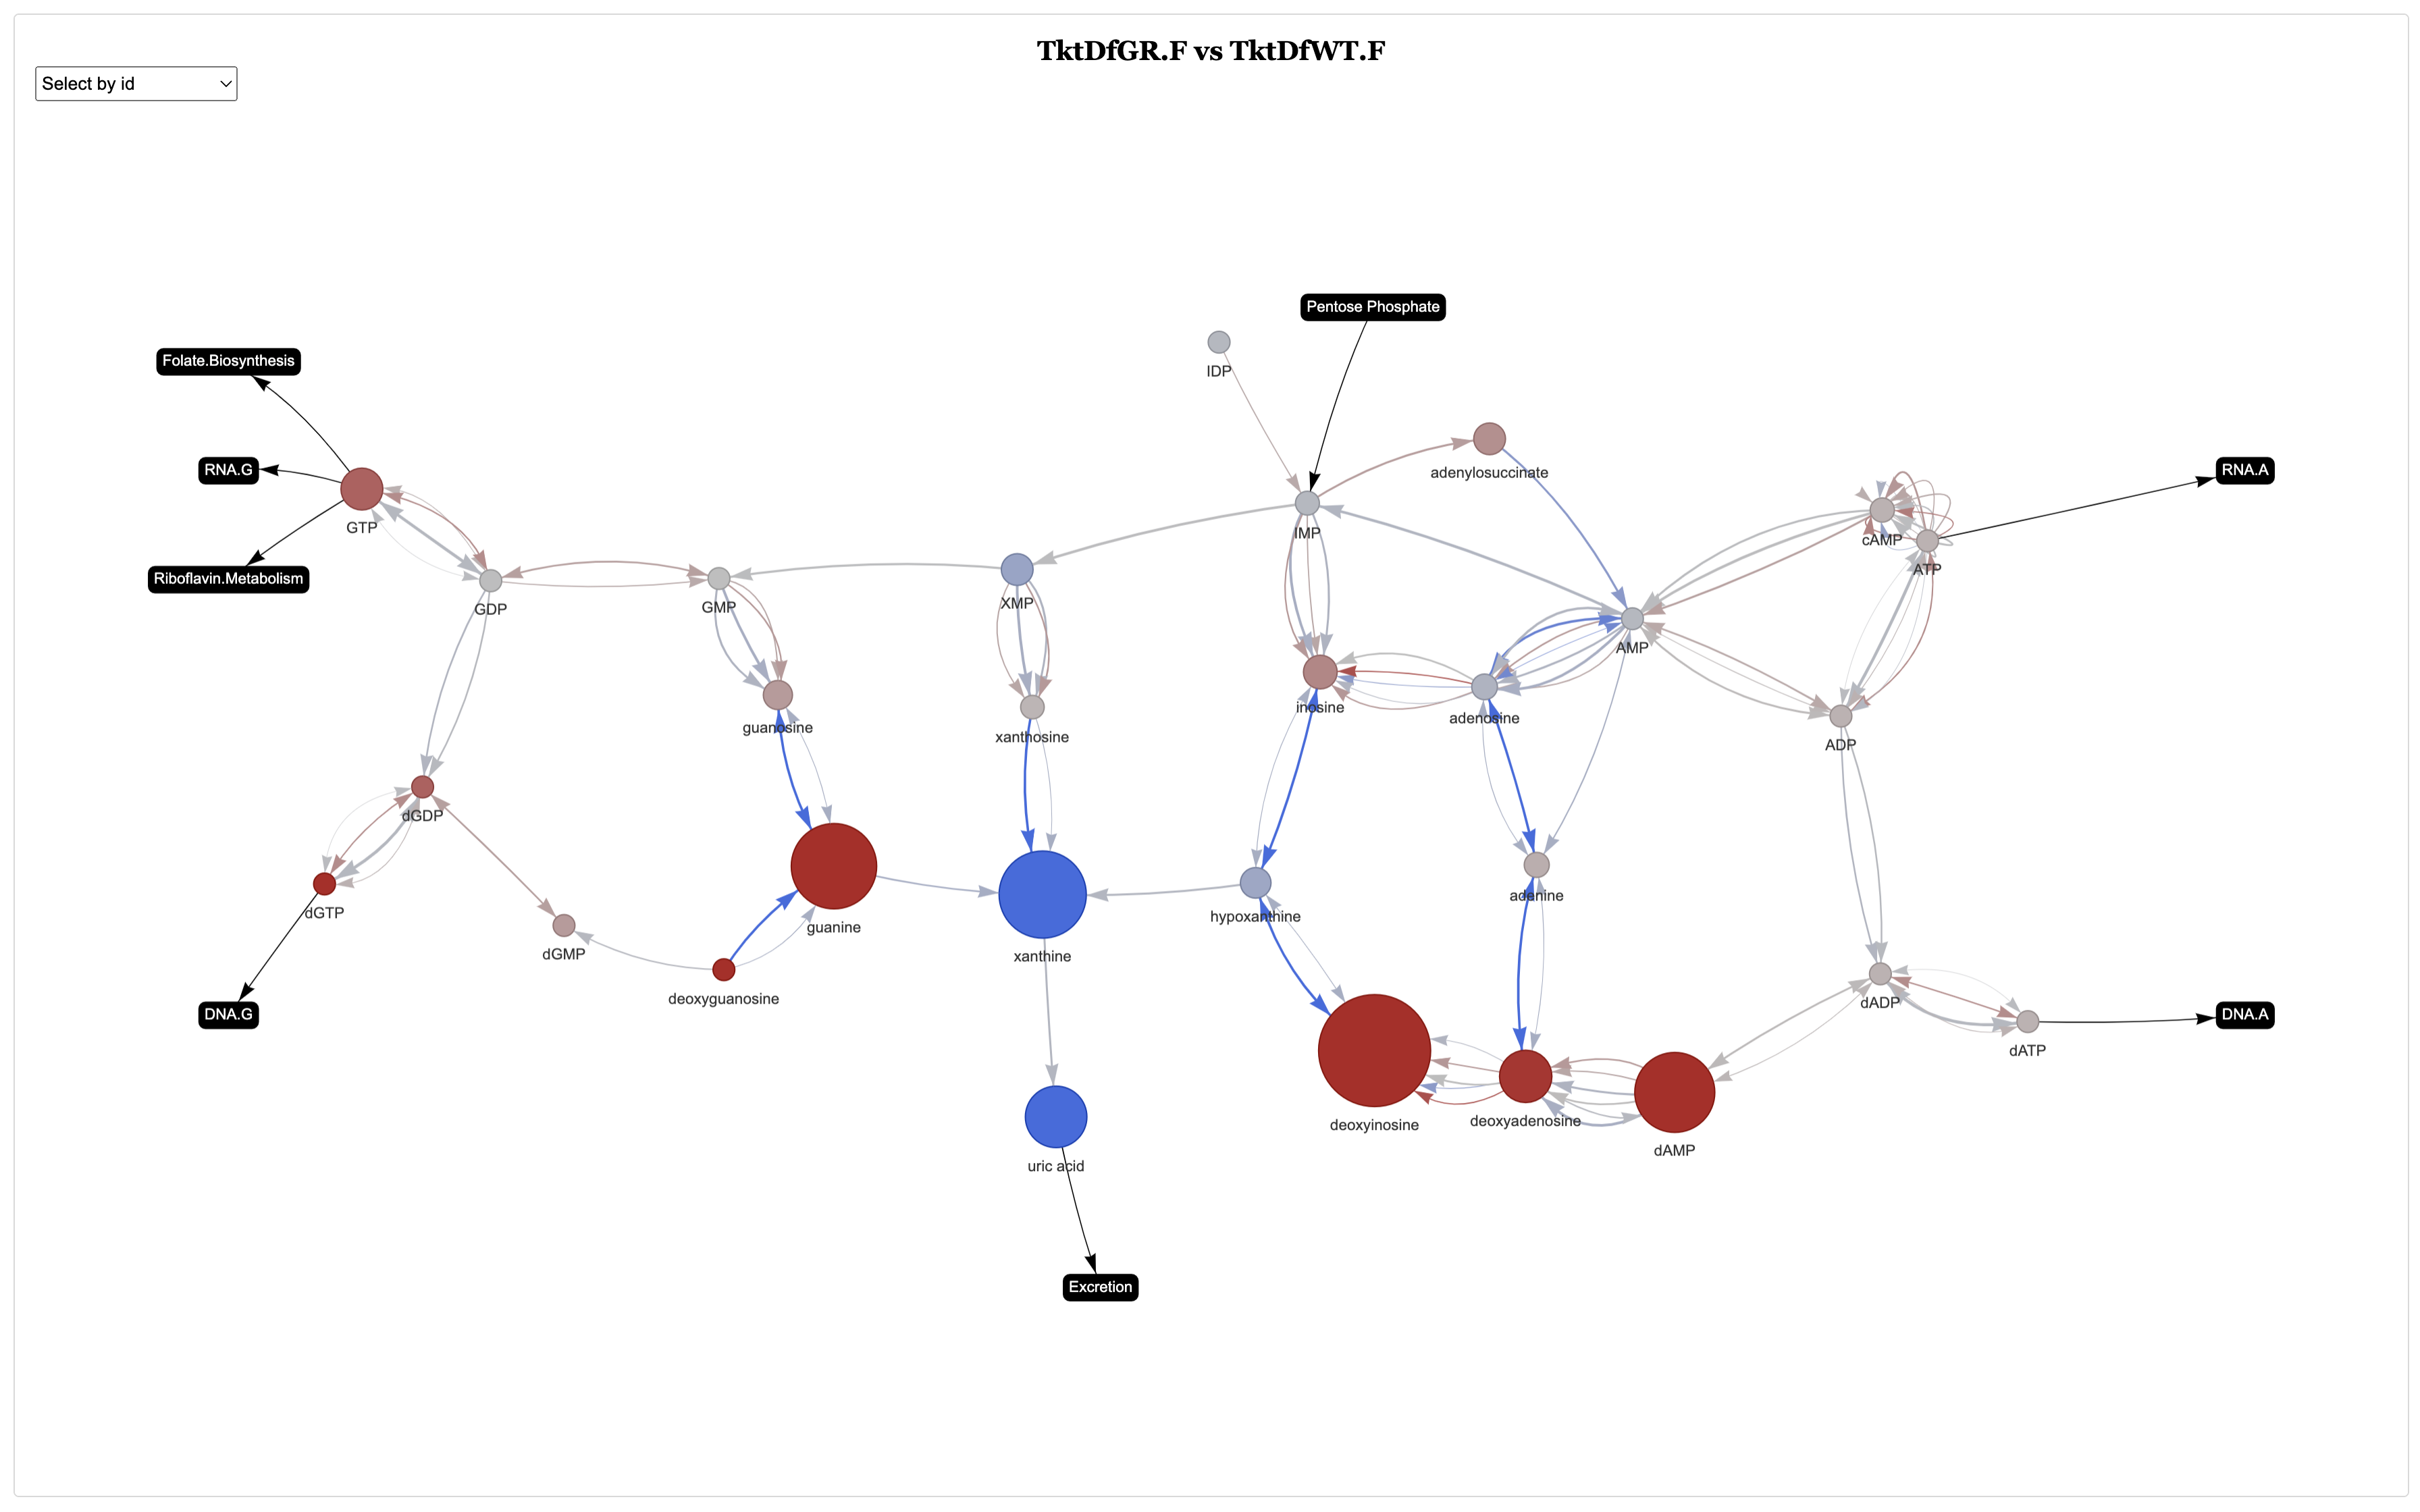 TktDfGR.F vs TktDfWT.F
Select by id
Pentose Phosphate
Folate.Biosynthesis
IDP
RNA.G
adenylosuccinate
RNA.A
GTP
IMP
cAMP
ATP
Riboflavin.Metabolism
GDP
GMP
XMP
AMP
guanosine
xanthosine
inosine
adenosine
ADP
dGDP
dGTP
guanine
hypoxanthine
adenine
dGMP
xanthine
deoxyguanosine
dADP
DNA.G
DNA.A
dATP
deoxyinosine
deoxyadenosine
dAMP
uric acid
Excretion